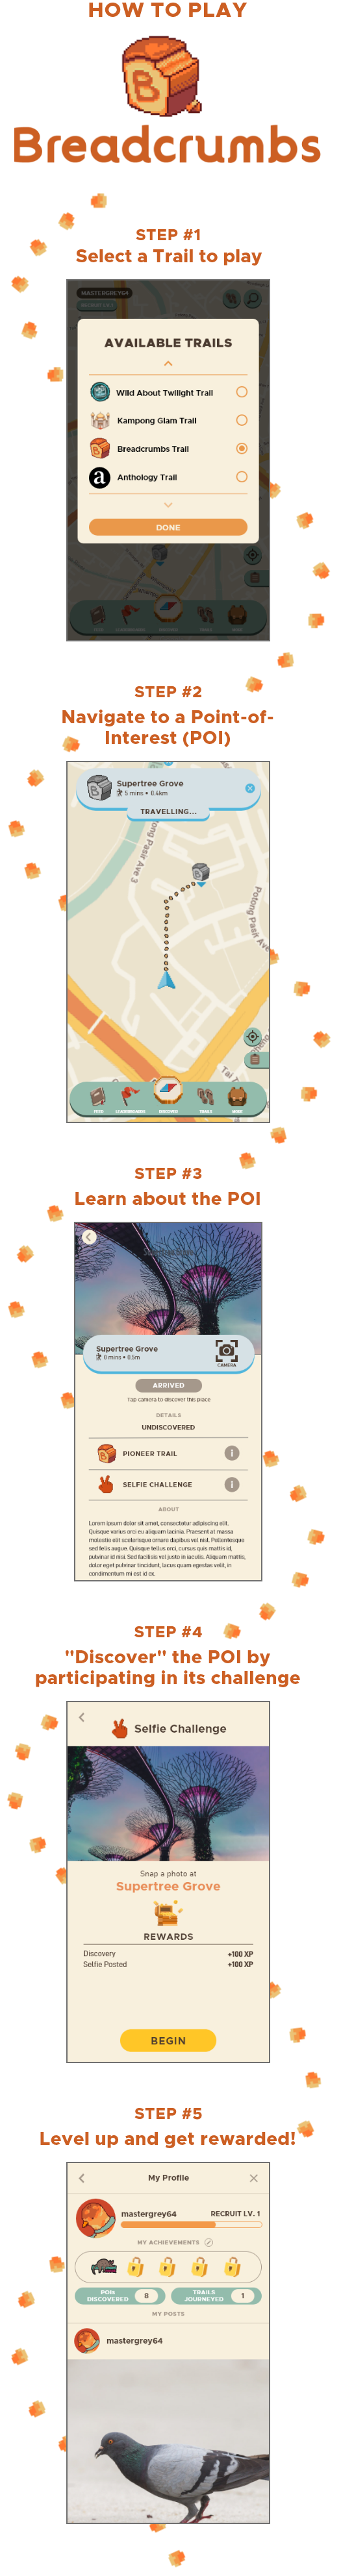 HOW TO PLAY
B
Breadcrumbs
STEP #1
Select a Trail to play
MASTERGREY64
AVAILABLE TRAILS
Wild About Twilight Trail
Kampong Glam Trail
Breadcrumbs Trail
a Anthology Trail
DONE
STEP #2
Navigate to a Point-of-
Interest (POI)
Supertree Grove
5 mins • 0.4km
TRAVELLING...
Potong Pasir Ave
FEED LEADERBOARDS DISCOVER TRAILS MORE
STEP #3
Learn about the POI
Supertree Grove
0 mins • 0.5m
CAMERA
ARRIVED
Tap camera to discover this place
DETAILS
UNDISCOVERED
PIONEER TRAIL i
SELFIE CHALLENGE i
ABOUT
Lorem ipsum dolor sit amet, consectetur adipiscing elit.
Quisque varius orci eu aliquam lacinia. Praesent at massa
molestie elit scelerisque ornare dapibus vel nisl. Pellentesque
sed felis augue. Quisque tellus orci, cursus quis mattis id,
pulvinar id nisi. Sed facilisis vel justo in iaculis. Aliquam mattis,
dolor eget pulvinar tincidunt, lacus quam egestas velit, in
condimentum mi est id ex.
STEP #4
"Discover" the POI by
participating in its challenge
Selfie Challenge
Snap a photo at
Supertree Grove
REWARDS
Discovery +100 XP
Selfie Posted +100 XP
BEGIN
STEP #5
Level up and get rewarded!
My Profile
mastergrey64 RECRUIT LV. 1
MY ACHIEVEMENTS
POIs
DISCOVERED 8
TRAILS
JOURNEYED 1
MY POSTS
mastergrey64